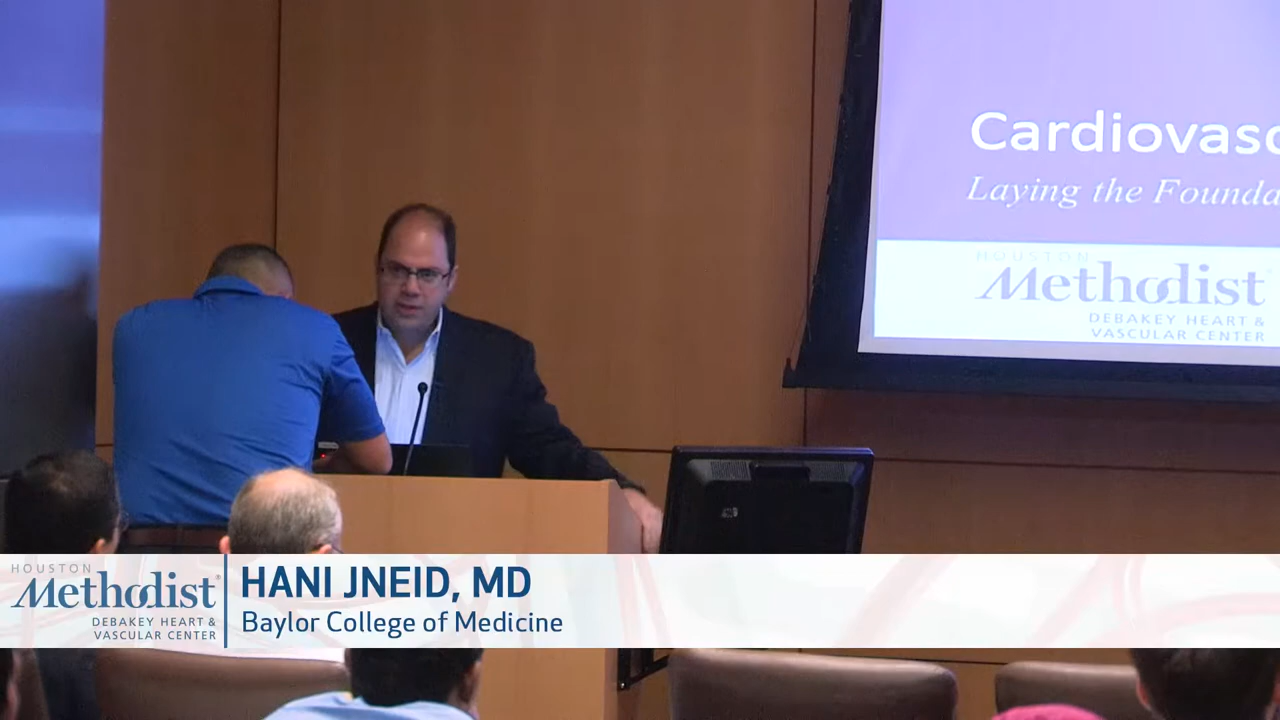 Cardiovasc
Laying the Founda
HOUSTON
Methodist
DEBAKEY HEART &
VASCULAR CENTER
HOUSTON
Methodist®
DEBAKEY HEART &
VASCULAR CENTER
HANI JNEID, MD
Baylor College of Medicine